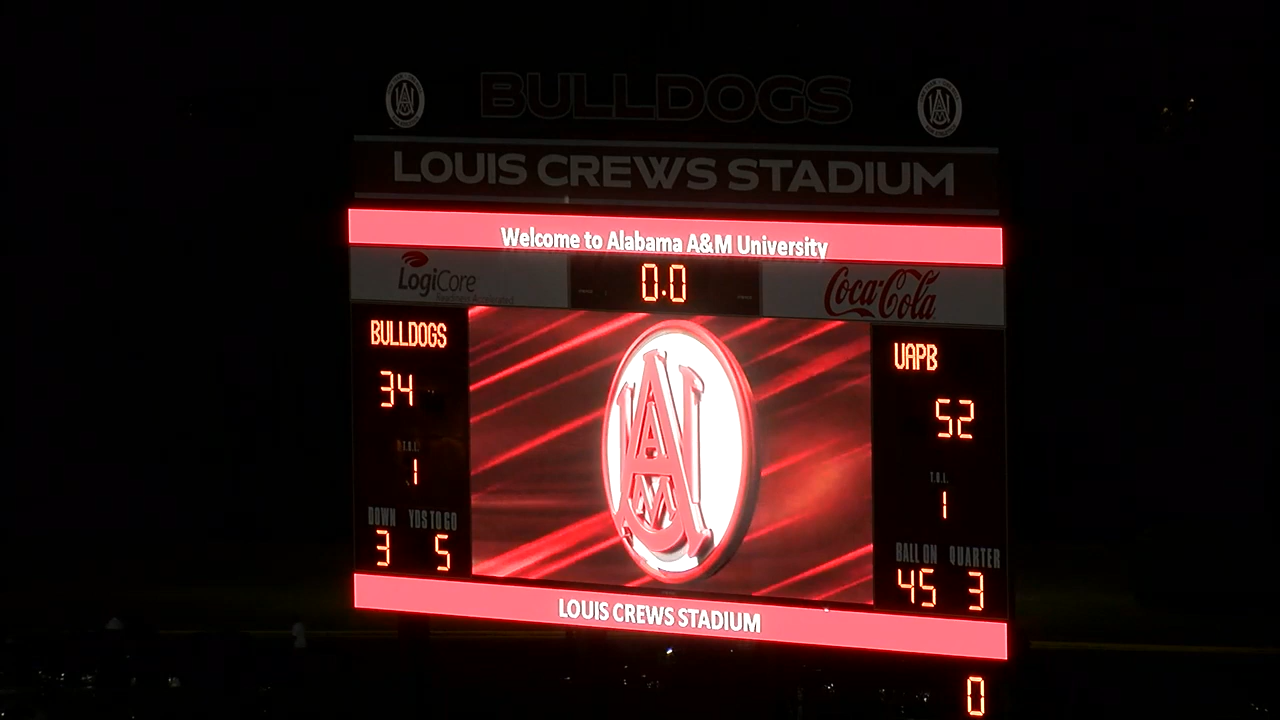 BULLDOGS
LOUIS CREWS STADIUM
Welcome to Alabama A&M University
LogiCore
0.0
Coca-Cola
BULLDOGS
UAPB
34
52
T.O.L.
T.O.L.
1
1
DOWN YDS TO GO
BALL ON QUARTER
3 5
45 3
LOUIS CREWS STADIUM
0